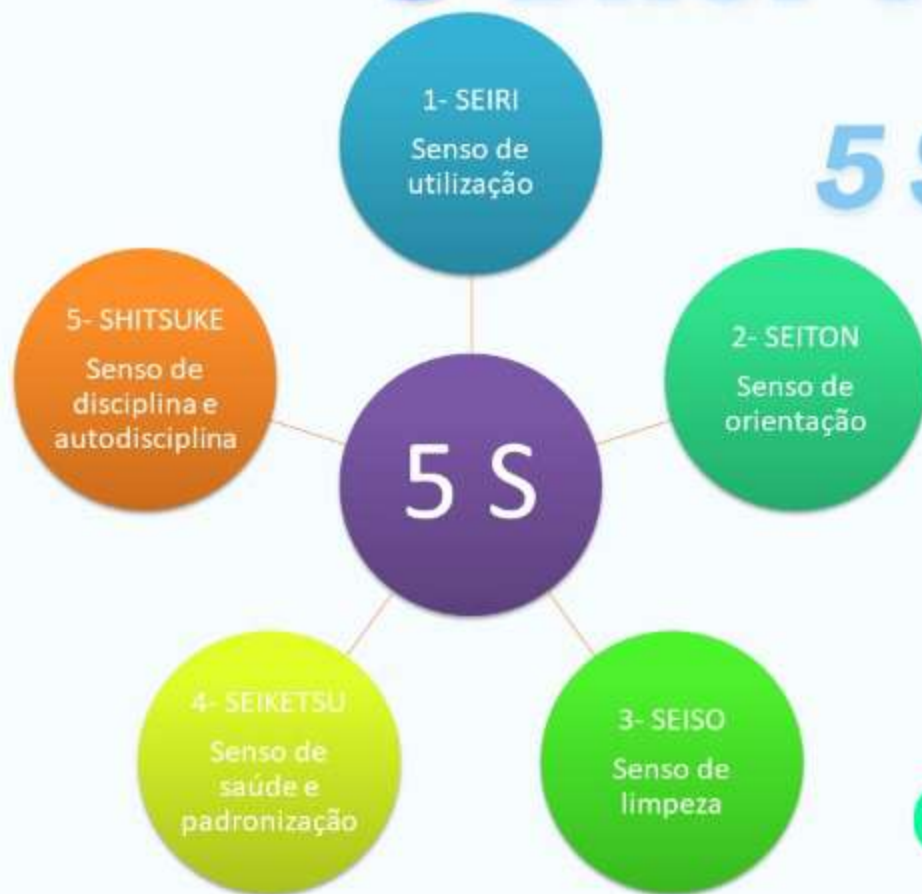 5 S
1- SEIRI
Senso de
utilização
2- SEITON
Senso de
orientação
3- SEISO
Senso de
limpeza
4- SEIKETSU
Senso de
saúde e
padronização
5- SHITSUKE
Senso de
disciplina e
autodisciplina
5 S